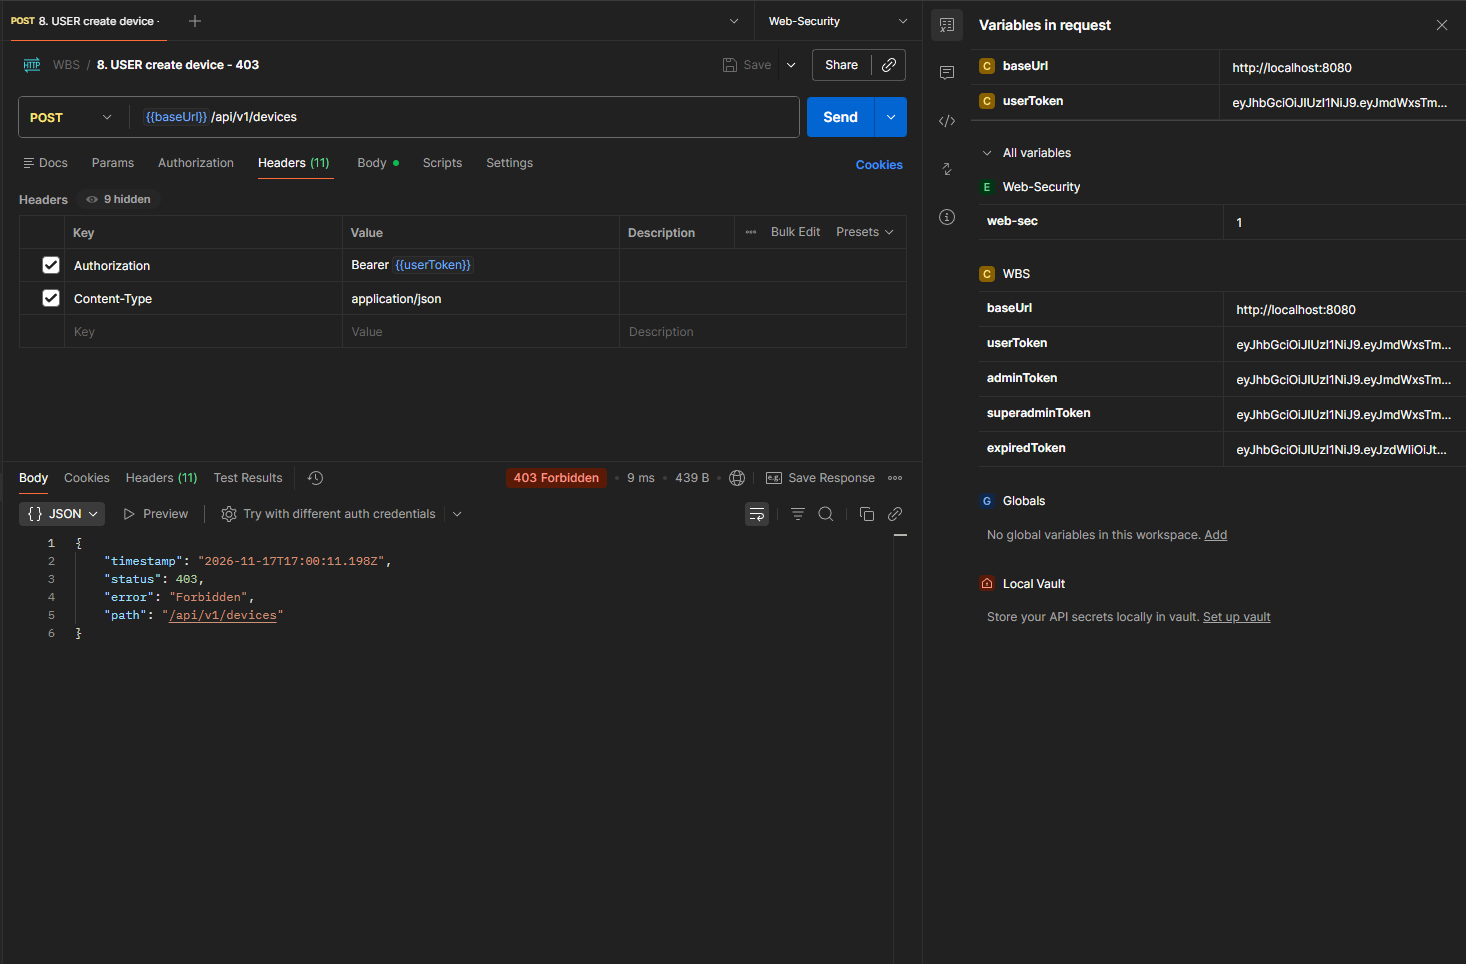 POST 8. USER create device ·
Web-Security
WBS / 8. USER create device - 403
Save
Share
POST
{{baseUrl}} /api/v1/devices
Send
Docs
Params
Authorization
Headers (11)
Body
Scripts
Settings
Cookies
Headers
9 hidden
Key
Value
Description
Bulk Edit
Presets
Authorization
Bearer {{userToken}}
Content-Type
application/json
Key
Value
Description
Body
Cookies
Headers (11)
Test Results
403 Forbidden
9 ms
439 B
e.g.
Save Response
{} JSON
Preview
Try with different auth credentials
1 {
2 "timestamp": "2026-11-17T17:00:11.198Z",
3 "status": 403,
4 "error": "Forbidden",
5 "path": "/api/v1/devices"
6 }
Variables in request
C baseUrl
http://localhost:8080
C userToken
eyJhbGciOiJIUzI1NiJ9.eyJmdWxsTm...
All variables
E Web-Security
web-sec
1
C WBS
baseUrl
http://localhost:8080
userToken
eyJhbGciOiJIUzI1NiJ9.eyJmdWxsTm...
adminToken
eyJhbGciOiJIUzI1NiJ9.eyJmdWxsTm...
superadminToken
eyJhbGciOiJIUzI1NiJ9.eyJmdWxsTm...
expiredToken
eyJhbGciOiJIUzI1NiJ9.eyJzdWIiOiJt...
G Globals
No global variables in this workspace. Add
Local Vault
Store your API secrets locally in vault. Set up vault